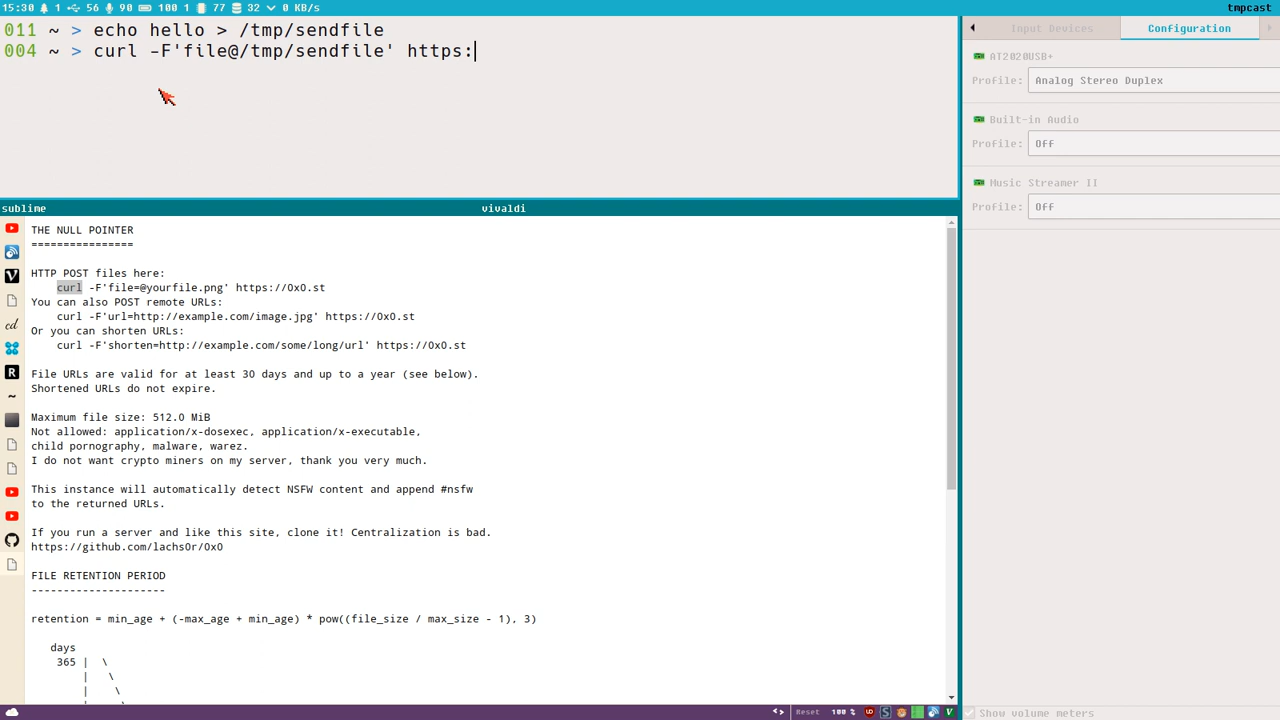 15:30 1 56 90 100 1 77 32 0 KB/s tmpcast
011 ~ > echo hello > /tmp/sendfile
004 ~ > curl -F'file@/tmp/sendfile' https:
Input Devices Configuration
AT2020USB+
Profile: Analog Stereo Duplex
Built-in Audio
Profile: Off
Music Streamer II
Profile: Off
sublime vivaldi
THE NULL POINTER
================
HTTP POST files here:
curl -F'file=@yourfile.png' https://0x0.st
You can also POST remote URLs:
curl -F'url=http://example.com/image.jpg' https://0x0.st
Or you can shorten URLs:
curl -F'shorten=http://example.com/some/long/url' https://0x0.st
File URLs are valid for at least 30 days and up to a year (see below).
Shortened URLs do not expire.
Maximum file size: 512.0 MiB
Not allowed: application/x-dosexec, application/x-executable,
child pornography, malware, warez.
I do not want crypto miners on my server, thank you very much.
This instance will automatically detect NSFW content and append #nsfw
to the returned URLs.
If you run a server and like this site, clone it! Centralization is bad.
https://github.com/lachs0r/0x0
FILE RETENTION PERIOD
---------------------
retention = min_age + (-max_age + min_age) * pow((file_size / max_size - 1), 3)
days
365 | \
| \
| \
Reset 100 %
Show volume meters